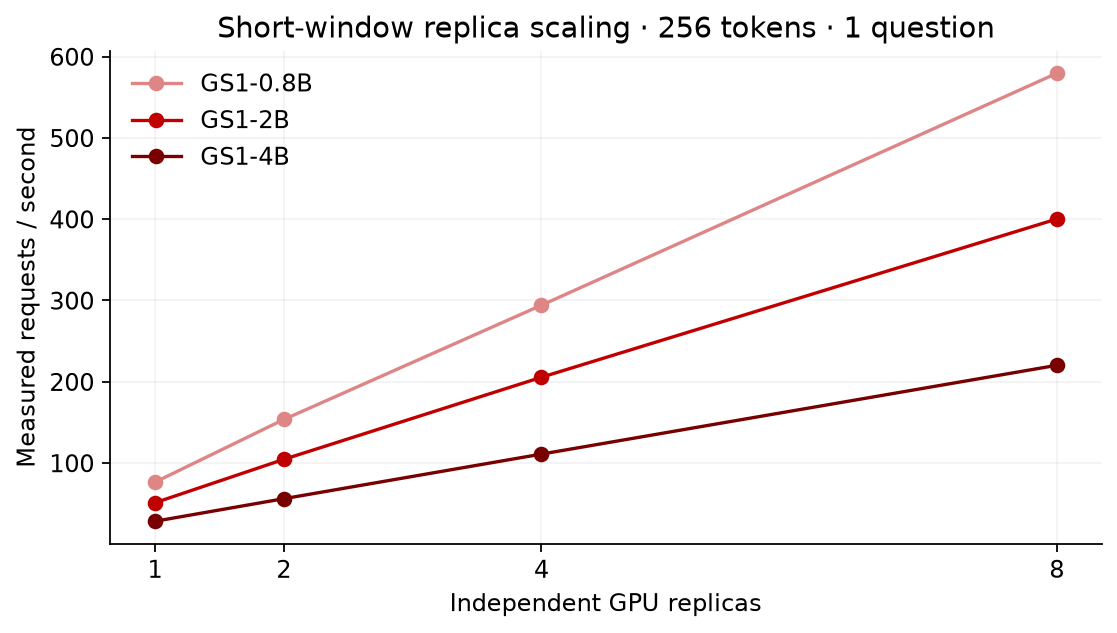 Short-window replica scaling · 256 tokens · 1 question
600
500
400
300
200
100
Measured requests / second
GS1-0.8B
GS1-2B
GS1-4B
1 2 4 8
Independent GPU replicas